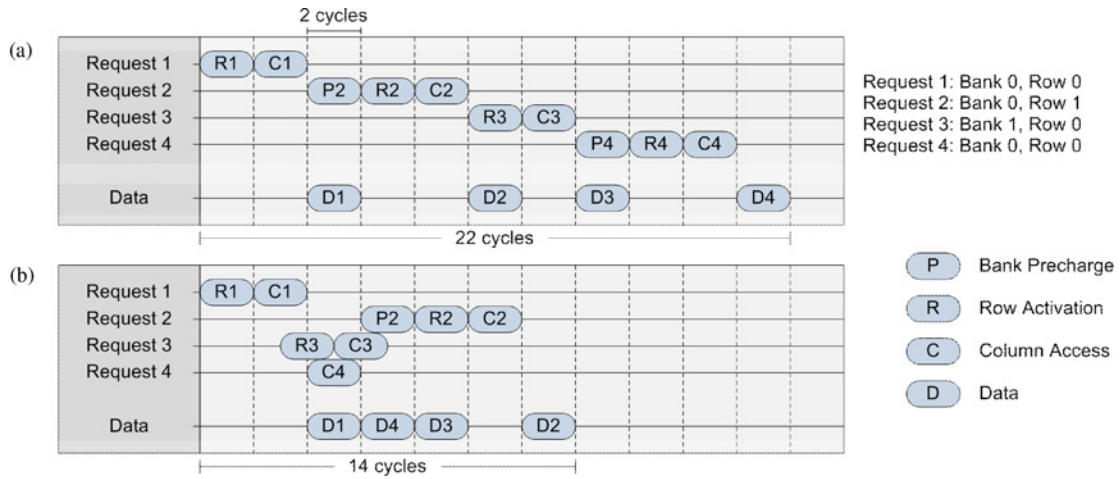 2 cycles
(a)
Request 1 R1 C1
Request 2 P2 R2 C2
Request 3 R3 C3
Request 4 P4 R4 C4
Data D1 D2 D3 D4
22 cycles
Request 1: Bank 0, Row 0
Request 2: Bank 0, Row 1
Request 3: Bank 1, Row 0
Request 4: Bank 0, Row 0
(b)
Request 1 R1 C1
Request 2 P2 R2 C2
Request 3 R3 C3
Request 4 C4
Data D1 D4 D3 D2
14 cycles
P Bank Precharge
R Row Activation
C Column Access
D Data